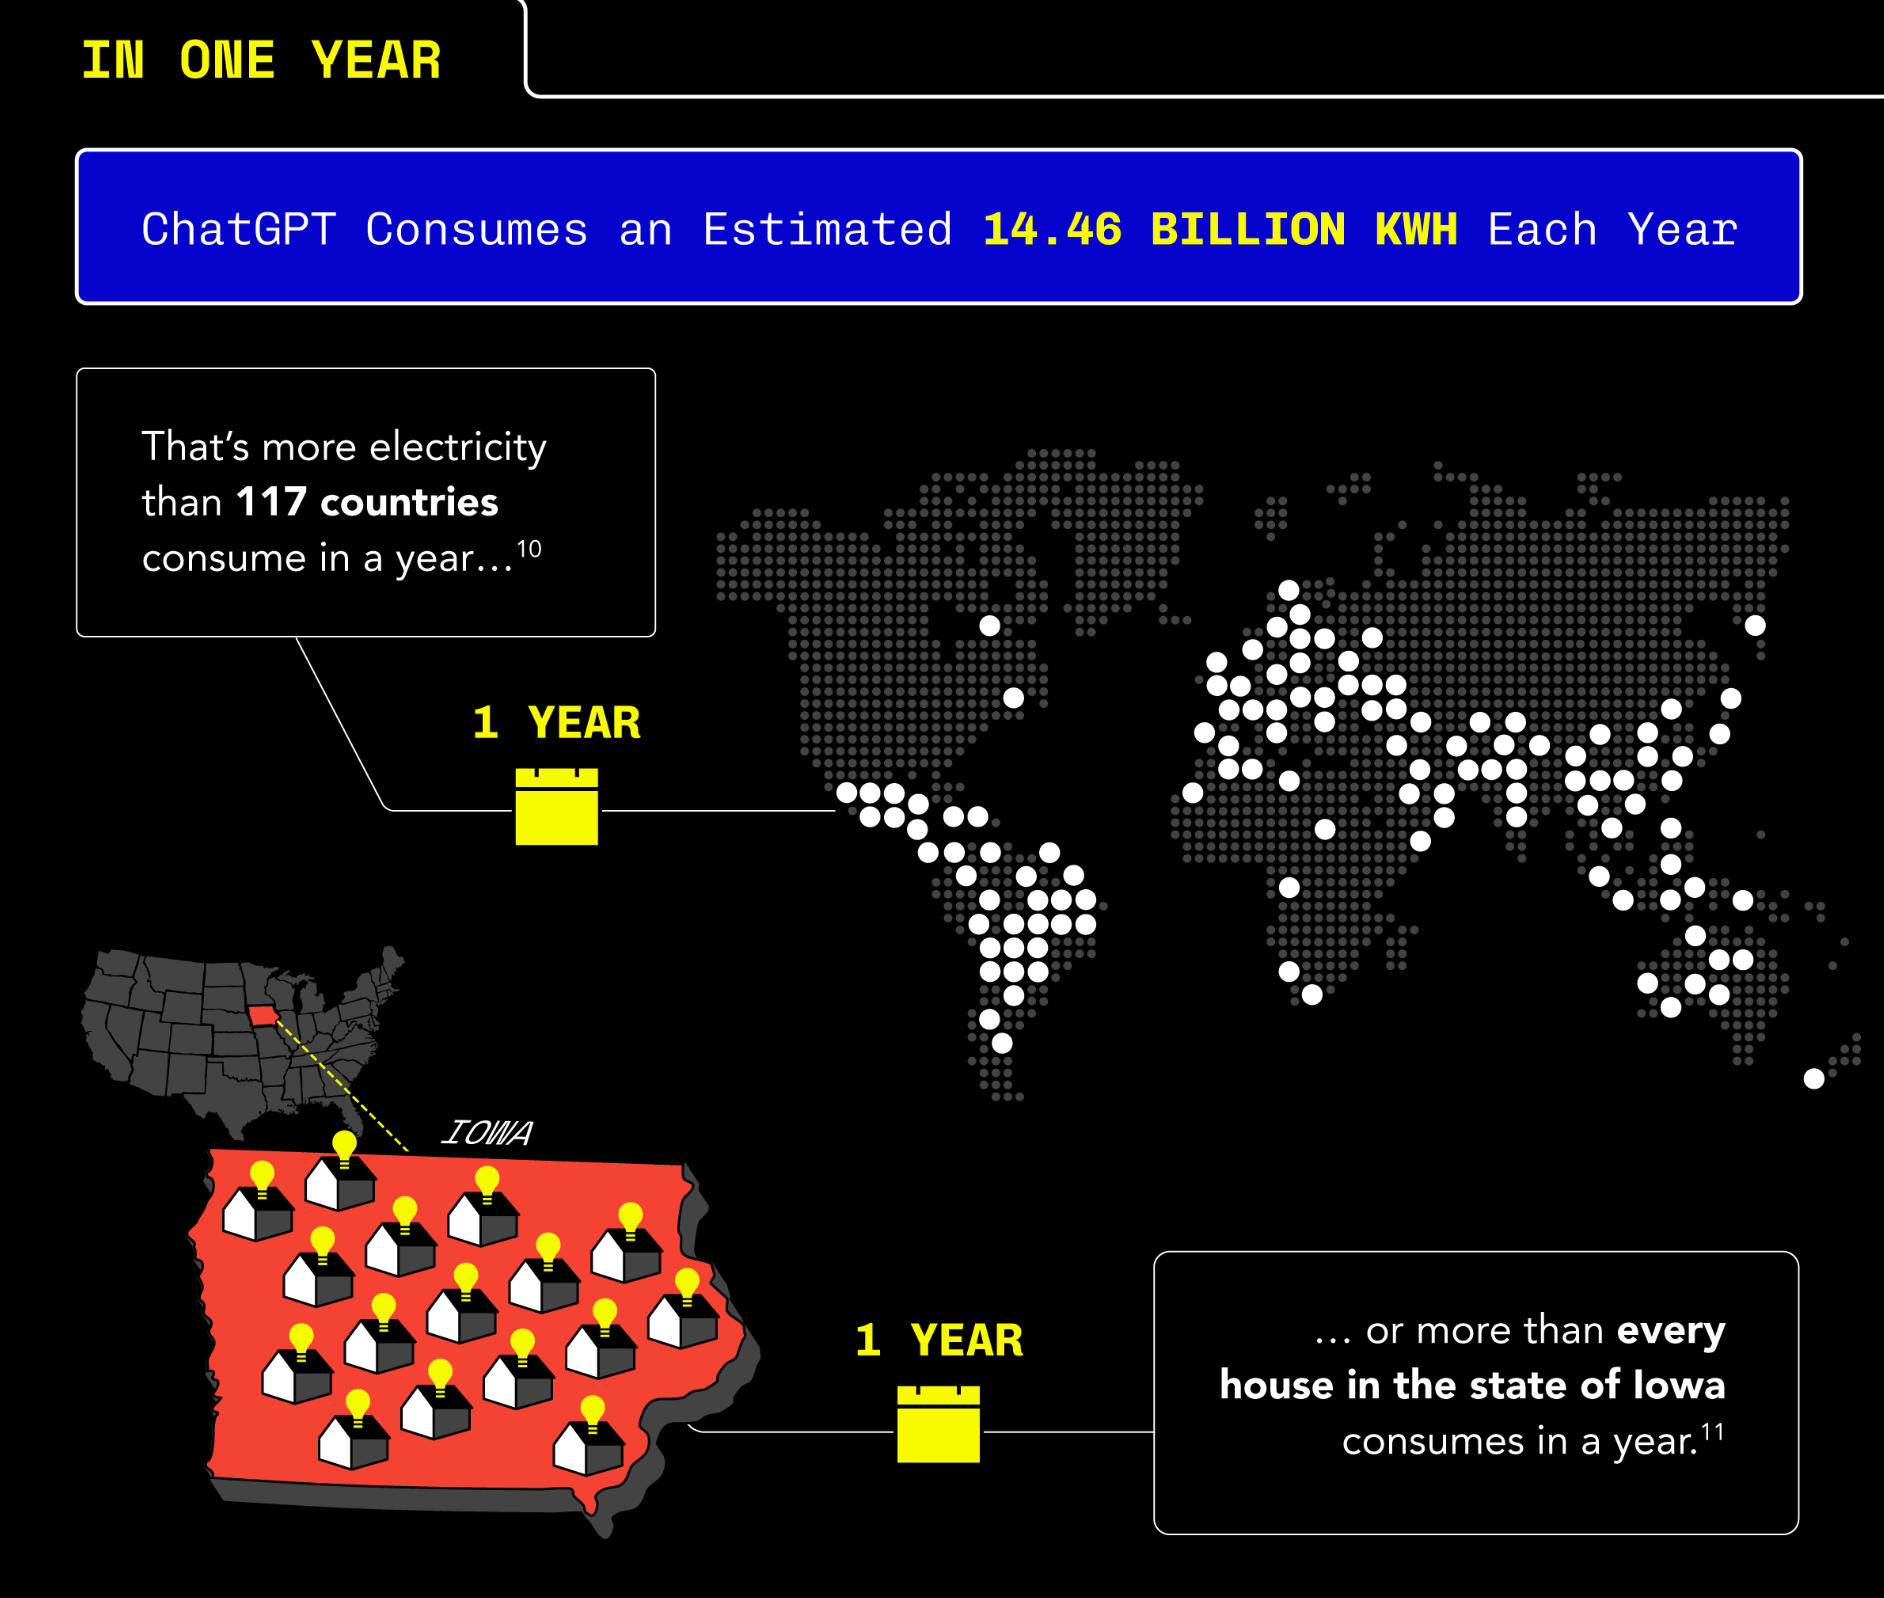 IN ONE YEAR
ChatGPT Consumes an Estimated 14.46 BILLION KWH Each Year
That’s more electricity
than 117 countries
consume in a year…10
1 YEAR
IOWA
1 YEAR
… or more than every
house in the state of Iowa
consumes in a year.11